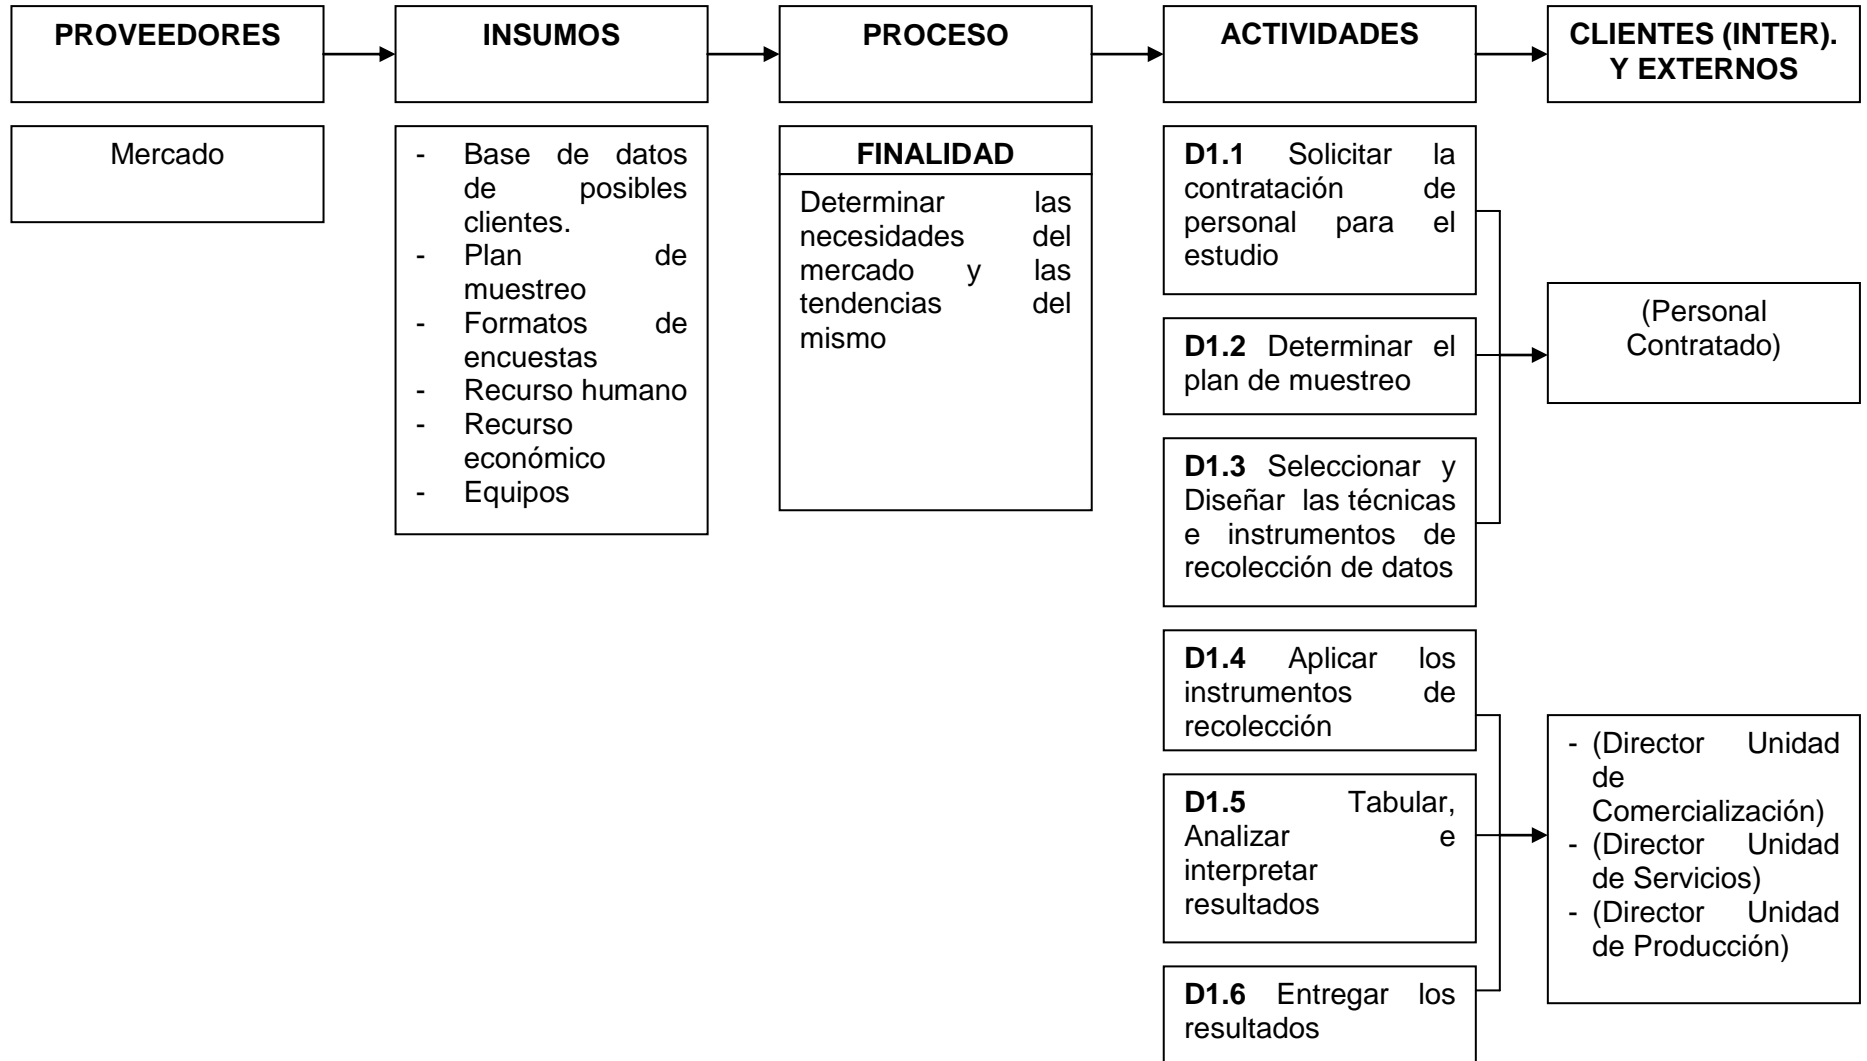 PROVEEDORES
INSUMOS
PROCESO
ACTIVIDADES
CLIENTES (INTER).
Y EXTERNOS
Mercado
- Base de datos
de posibles
clientes.
- Plan de
muestreo
- Formatos de
encuestas
- Recurso humano
- Recurso
económico
- Equipos
FINALIDAD
Determinar las
necesidades del
mercado y las
tendencias del
mismo
D1.1 Solicitar la
contratación de
personal para el
estudio
D1.2 Determinar el
plan de muestreo
D1.3 Seleccionar y
Diseñar las técnicas
e instrumentos de
recolección de datos
D1.4 Aplicar los
instrumentos de
recolección
D1.5 Tabular,
Analizar e
interpretar
resultados
D1.6 Entregar los
resultados
(Personal
Contratado)
- (Director Unidad
de
Comercialización)
- (Director Unidad
de Servicios)
- (Director Unidad
de Producción)